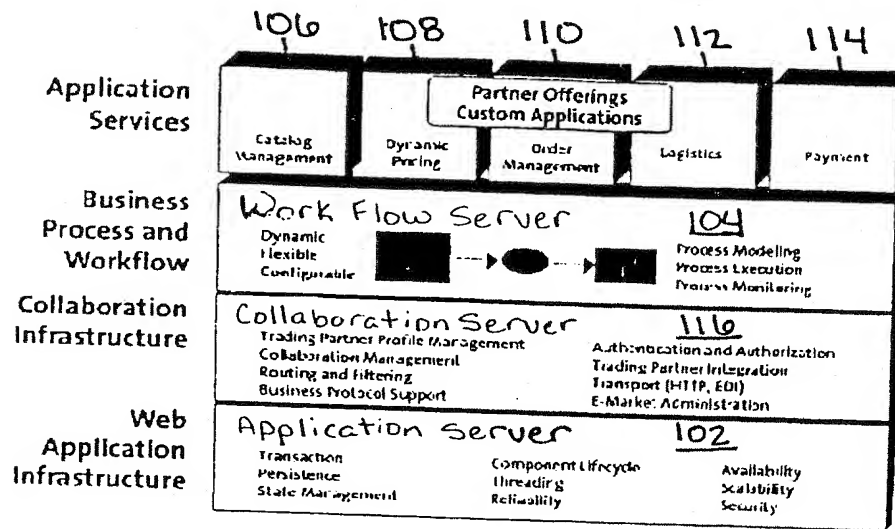 106 108 110 112 114
Application
Services
Partner Offerings
Custom Applications
Catalog
Management
Dynamic
Pricing
Order
Management
Logistics
Payment
Business
Process and
Workflow
Work Flow Server 104
Dynamic
Flexible
Configurable
Process Modeling
Process Execution
Process Monitoring
Collaboration
Infrastructure
Collaboration Server 116
Trading Partner Profile Management
Collaboration Management
Routing and Filtering
Business Protocol Support
Authentication and Authorization
Trading Partner Integration
Transport (HTTP, EDI)
E-Market Administration
Web
Application
Infrastructure
Application Server 102
Transaction
Persistence
State Management
Component Lifecycle
Threading
Reliability
Availability
Scalability
Security